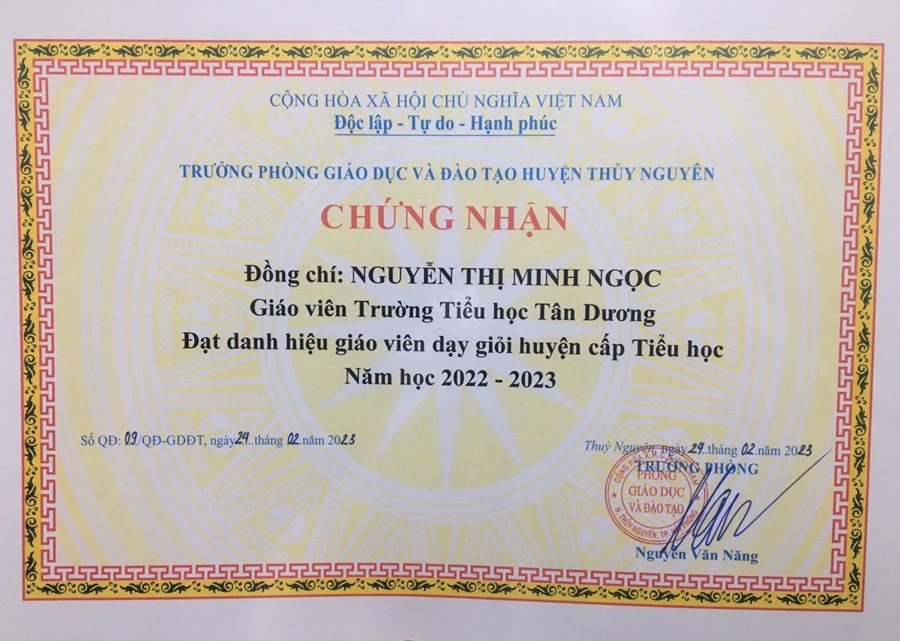 CỘNG HÒA XÃ HỘI CHỦ NGHĨA VIỆT NAM
Độc lập - Tự do - Hạnh phúc
TRƯỞNG PHÒNG GIÁO DỤC VÀ ĐÀO TẠO HUYỆN THỦY NGUYÊN
CHỨNG NHẬN
Đồng chí: NGUYỄN THỊ MINH NGỌC
Giáo viên Trường Tiểu học Tân Dương
Đạt danh hiệu giáo viên dạy giỏi huyện cấp Tiểu học
Năm học 2022 - 2023
Số QĐ: 09/QĐ-GDĐT, ngày 24..tháng 02.năm 2023
Thuỷ Nguyên, ngày 24..tháng 02.năm 2023
TRƯỞNG PHÒNG
PHÒNG
GIÁO DỤC
VÀ ĐÀO TẠO
H. THỦY NGUYÊN, TP.
Nguyễn Văn Năng